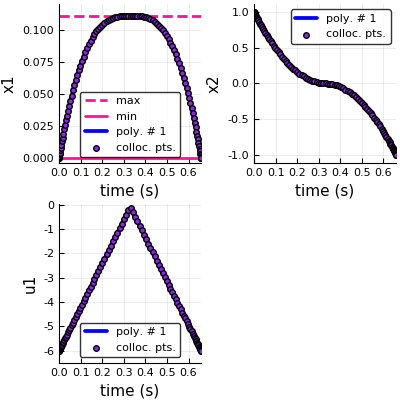 x1
0.100
0.075
0.050
0.025
0.000
max
min
poly. # 1
colloc. pts.
0.0 0.1 0.2 0.3 0.4 0.5 0.6
time (s)
x2
1.0
0.5
0.0
-0.5
-1.0
poly. # 1
colloc. pts.
0.0 0.1 0.2 0.3 0.4 0.5 0.6
time (s)
u1
0
-1
-2
-3
-4
-5
-6
poly. # 1
colloc. pts.
0.0 0.1 0.2 0.3 0.4 0.5 0.6
time (s)